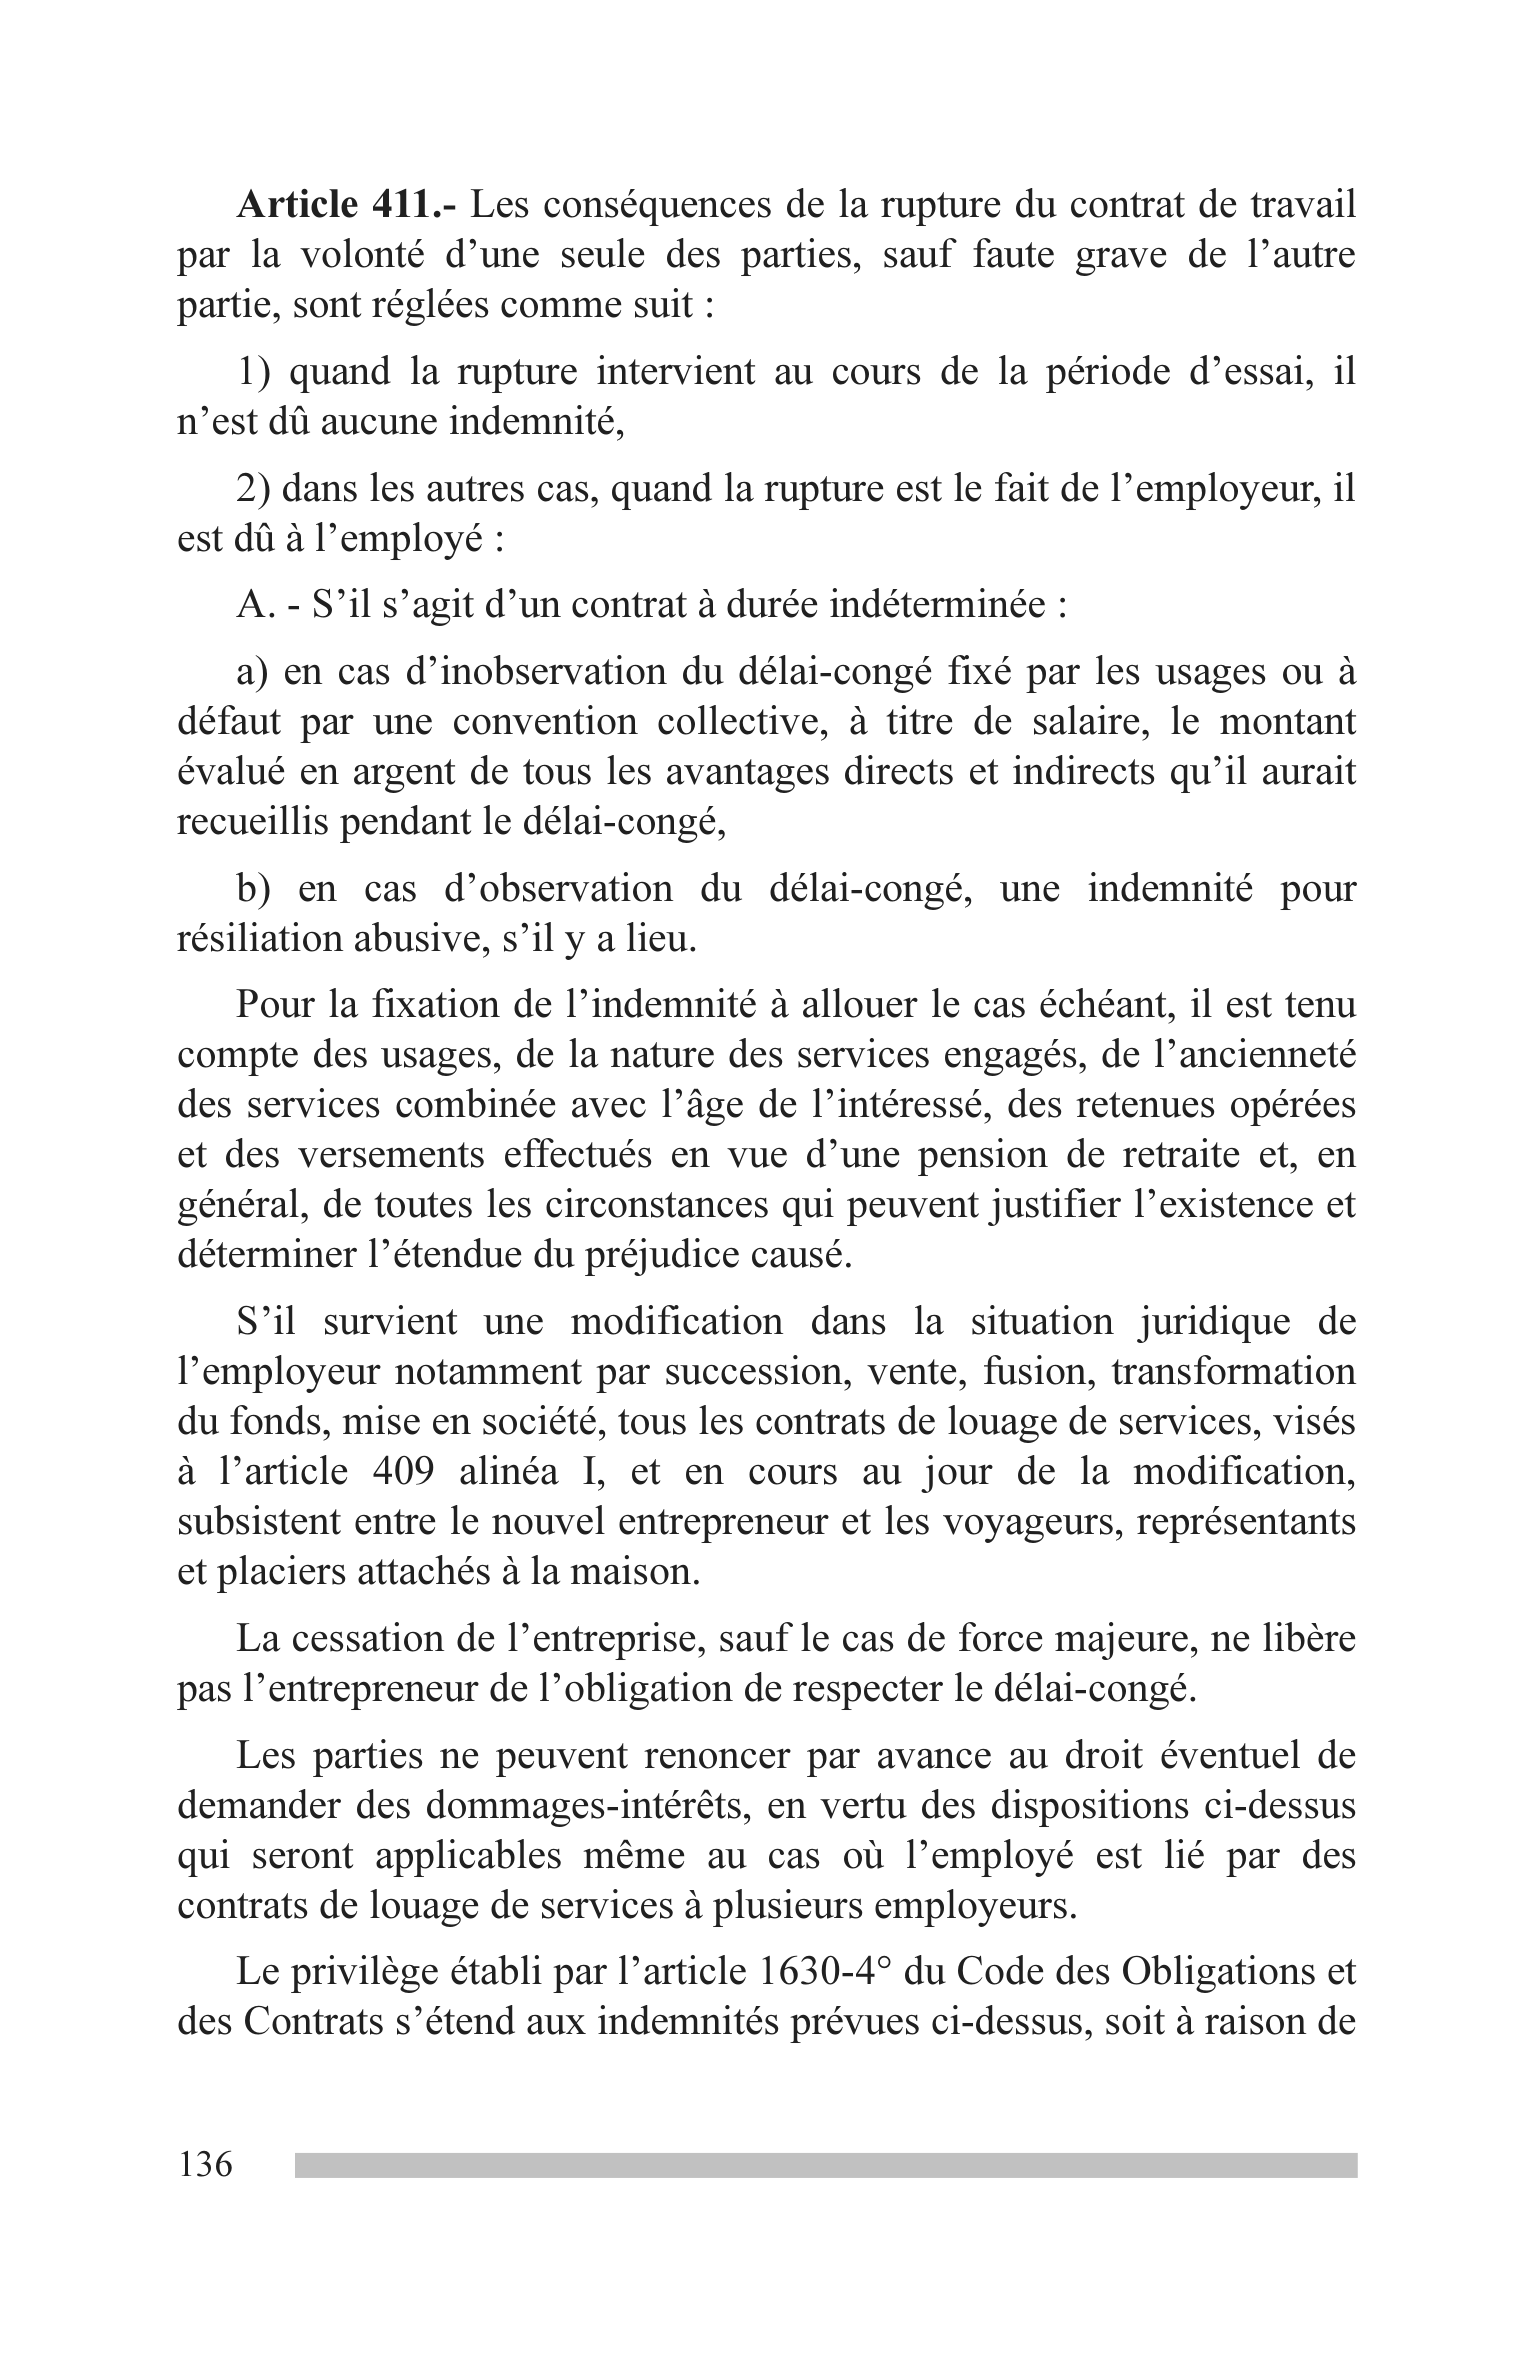 Article 411.- Les conséquences de la rupture du contrat de travail
par la volonté d’une seule des parties, sauf faute grave de l’autre
partie, sont réglées comme suit :
1) quand la rupture intervient au cours de la période d’essai, il
n’est dû aucune indemnité,
2) dans les autres cas, quand la rupture est le fait de l’employeur, il
est dû à l’employé :
A. - S’il s’agit d’un contrat à durée indéterminée :
a) en cas d’inobservation du délai-congé fixé par les usages ou à
défaut par une convention collective, à titre de salaire, le montant
évalué en argent de tous les avantages directs et indirects qu’il aurait
recueillis pendant le délai-congé,
b) en cas d’observation du délai-congé, une indemnité pour
résiliation abusive, s’il y a lieu.
Pour la fixation de l’indemnité à allouer le cas échéant, il est tenu
compte des usages, de la nature des services engagés, de l’ancienneté
des services combinée avec l’âge de l’intéressé, des retenues opérées
et des versements effectués en vue d’une pension de retraite et, en
général, de toutes les circonstances qui peuvent justifier l’existence et
déterminer l’étendue du préjudice causé.
S’il survient une modification dans la situation juridique de
l’employeur notamment par succession, vente, fusion, transformation
du fonds, mise en société, tous les contrats de louage de services, visés
à l’article 409 alinéa I, et en cours au jour de la modification,
subsistent entre le nouvel entrepreneur et les voyageurs, représentants
et placiers attachés à la maison.
La cessation de l’entreprise, sauf le cas de force majeure, ne libère
pas l’entrepreneur de l’obligation de respecter le délai-congé.
Les parties ne peuvent renoncer par avance au droit éventuel de
demander des dommages-intérêts, en vertu des dispositions ci-dessus
qui seront applicables même au cas où l’employé est lié par des
contrats de louage de services à plusieurs employeurs.
Le privilège établi par l’article 1630-4° du Code des Obligations et
des Contrats s’étend aux indemnités prévues ci-dessus, soit à raison de
136